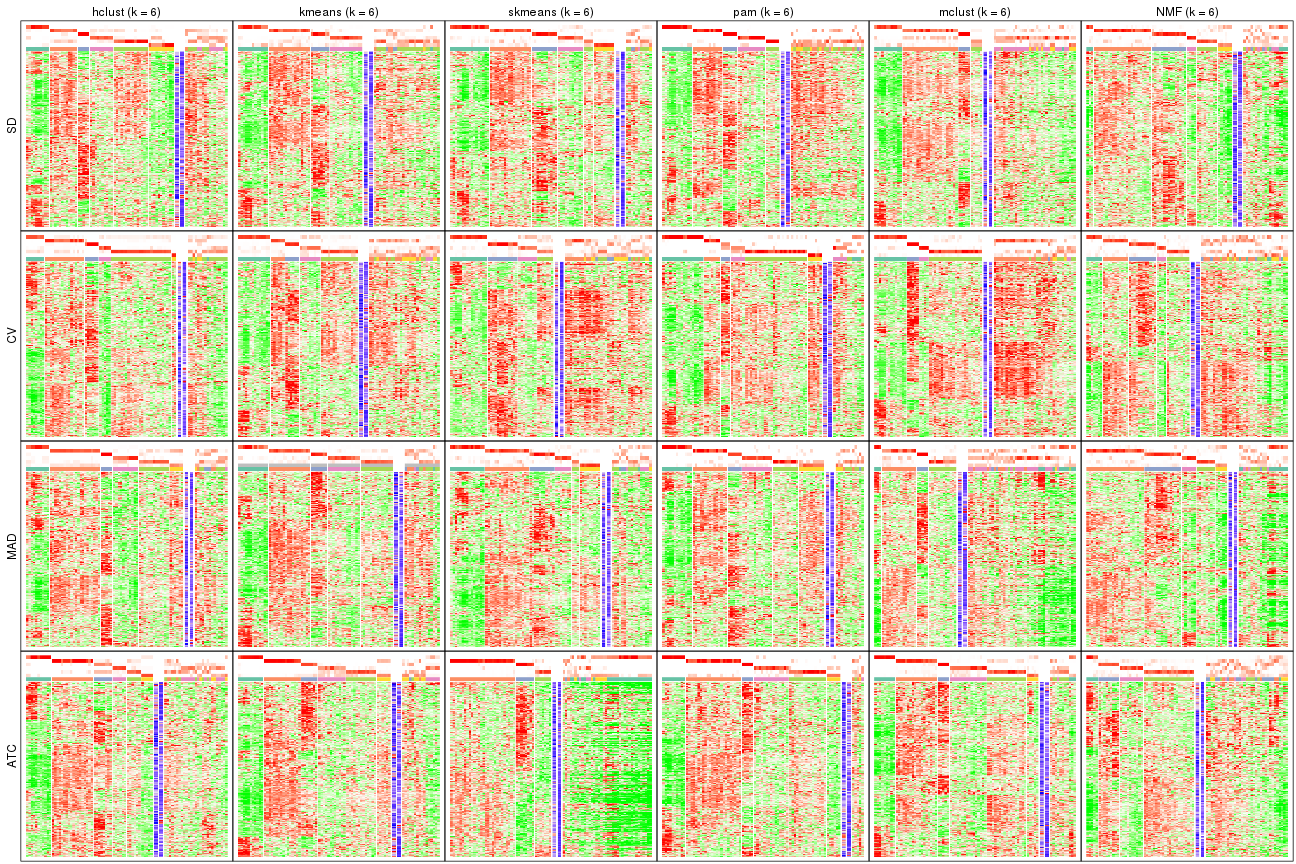 hclust (k = 6)
kmeans (k = 6)
skmeans (k = 6)
pam (k = 6)
mclust (k = 6)
NMF (k = 6)
SD
CV
MAD
ATC